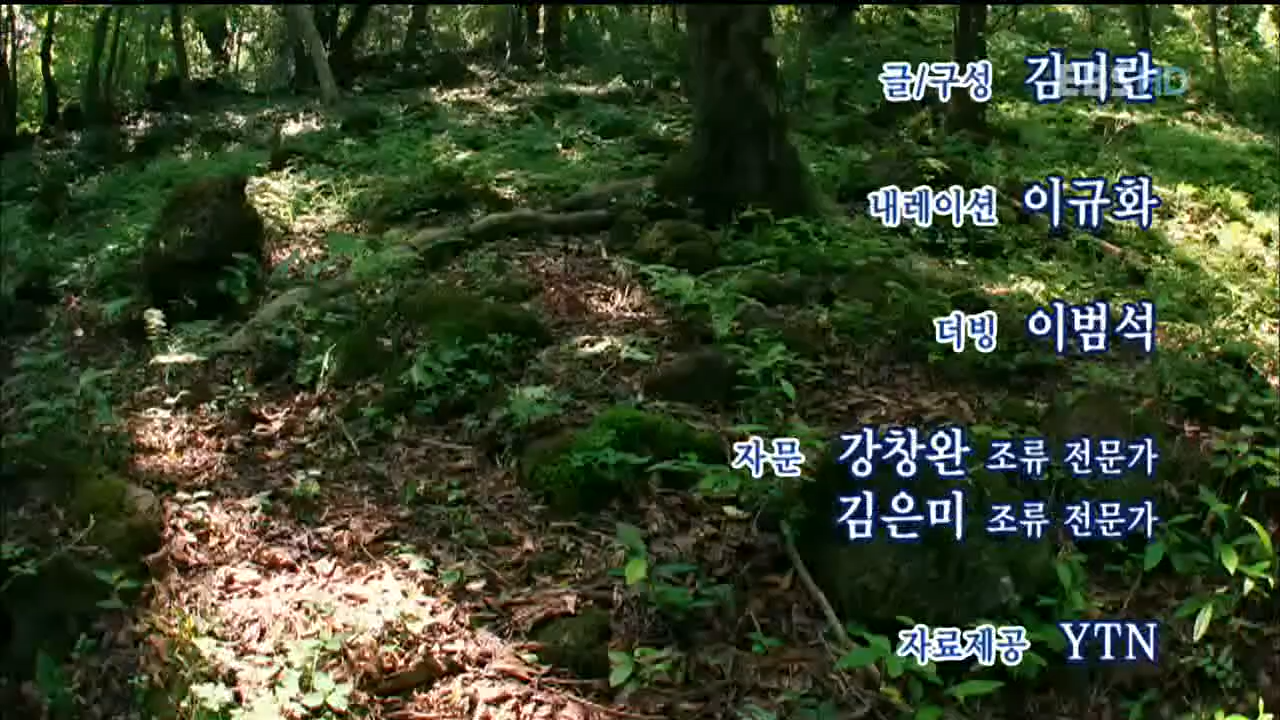 글/구성 김미란
EBS HD
내레이션 이규화
더빙 이범석
자문 강창완 조류 전문가
김은미 조류 전문가
자료제공 YTN